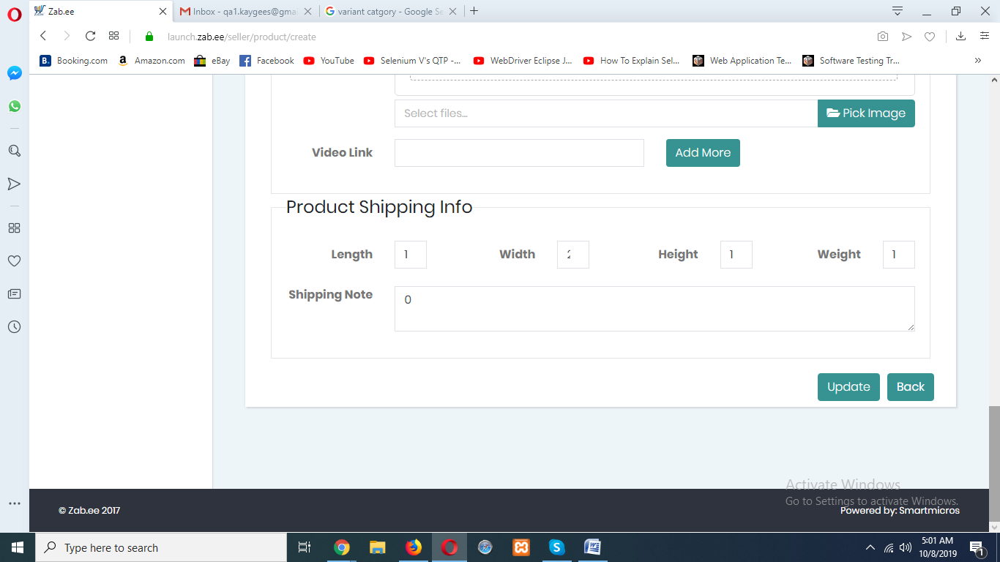 Zab.ee
Inbox - qa1.kaygees@gma
variant catgory - Google Se
launch.zab.ee/seller/product/create
B. Booking.com
a Amazon.com
eBay
Facebook
YouTube
Selenium V's QTP -...
WebDriver Eclipse J...
How To Explain Sel...
Web Application Te...
Software Testing Tr...
Select files...
Pick Image
Video Link
Add More
Product Shipping Info
Length 1
Width
Height 1
Weight 1
Shipping Note
0
Update
Back
Activate Windows
Go to Settings to activate Windows.
© Zab.ee 2017
Powered by: Smartmicros
Type here to search
5:01 AM
10/8/2019
1